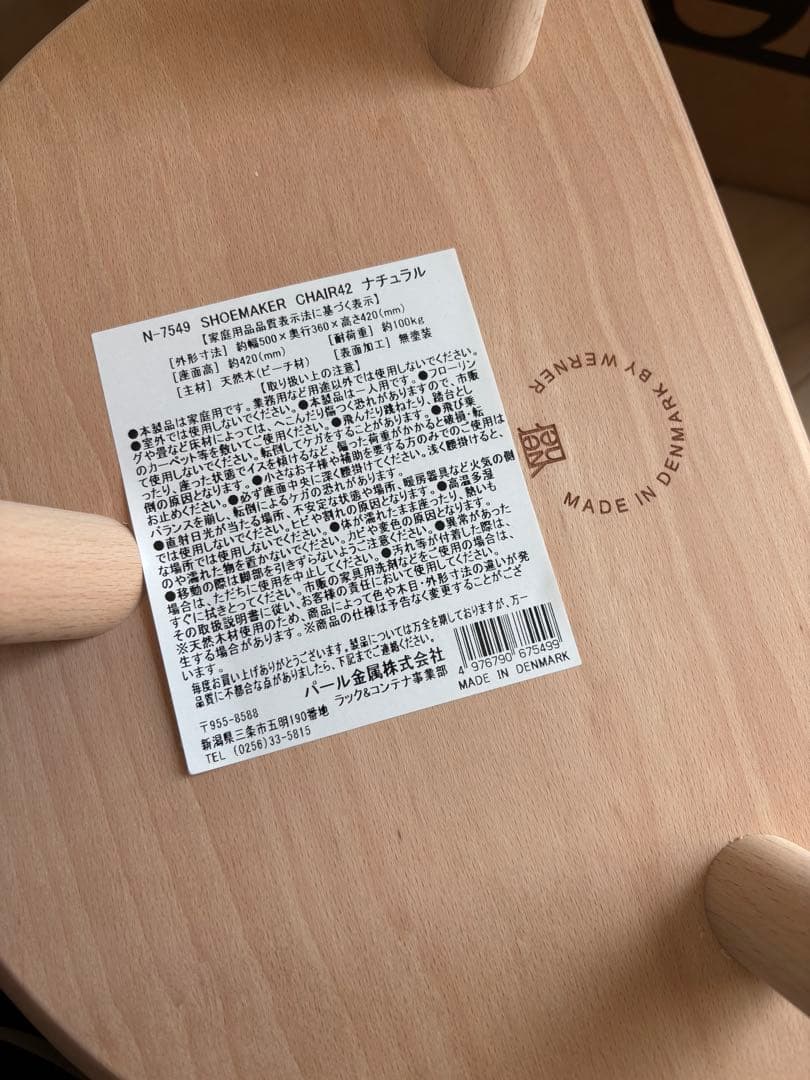 N-7549 SHOEMAKER CHAIR42 ナチュラル
【家庭用品品質表示法に基づく表示】
[外形寸法] 約幅500×奥行360×高さ420(mm)
[座面高] 約420(mm) [耐荷重] 約100kg
[主材] 天然木(ビーチ材) [表面加工] 無塗装
【取り扱い上の注意】
●本製品は家庭用です。業務用など用途以外では使用しないでください。
●室外では使用しないでください。●本製品は一人用です。●フローリン
グや畳など床材によっては、へこんだり傷つく恐れがありますので、市販
のカーペット等を敷いてご使用ください。●飛んだり跳ねたり、踏台とし
て使用しないでください。転倒してケガをすることがあります。●飛び乗
ったり、座った状態でイスを傾けるなど、偏った荷重がかかると破損・転
倒の原因となります。●小さなお子様や補助を要する方のみでのご使用は
お止めください。●必ず座面中央に深く腰掛けてください。浅く腰掛けると、
バランスを崩し、転倒によるケガの恐れがあります。
●直射日光が当たる場所、不安定な状態や場所、暖房器具など火気の側
では使用しないでください。ヒビや割れの原因となります。●高温多湿
な場所では使用しないでください。●体が濡れたまま座ったり、熱いも
のや濡れた物を置かないでください。カビや変色の原因となります。
●移動の際は脚部を引きずらないようご注意ください。●異常があった
場合は、ただちに使用を中止してください。●汚れ等が付着した際は、
すぐに拭きとってください。市販の家具用洗剤などをご使用の場合は、
その取扱説明書に従い、お客様の責任において使用してください。
※天然木材使用のため、商品によって色や木目・外形寸法の違いが発
生する場合があります。※商品の仕様は予告なく変更することがござ
います。
毎度お買い上げありがとうございます。製品については万全を期しておりますが、万一
品質に不都合な点がありましたら、下記までご連絡ください。
パール金属株式会社
ラック&コンテナ事業部
〒955-8588
新潟県三条市五明190番地
TEL (0256)33-5815
4 976790 675499
MADE IN DENMARK
MADE IN DENMARK BY WERNER
We
rner